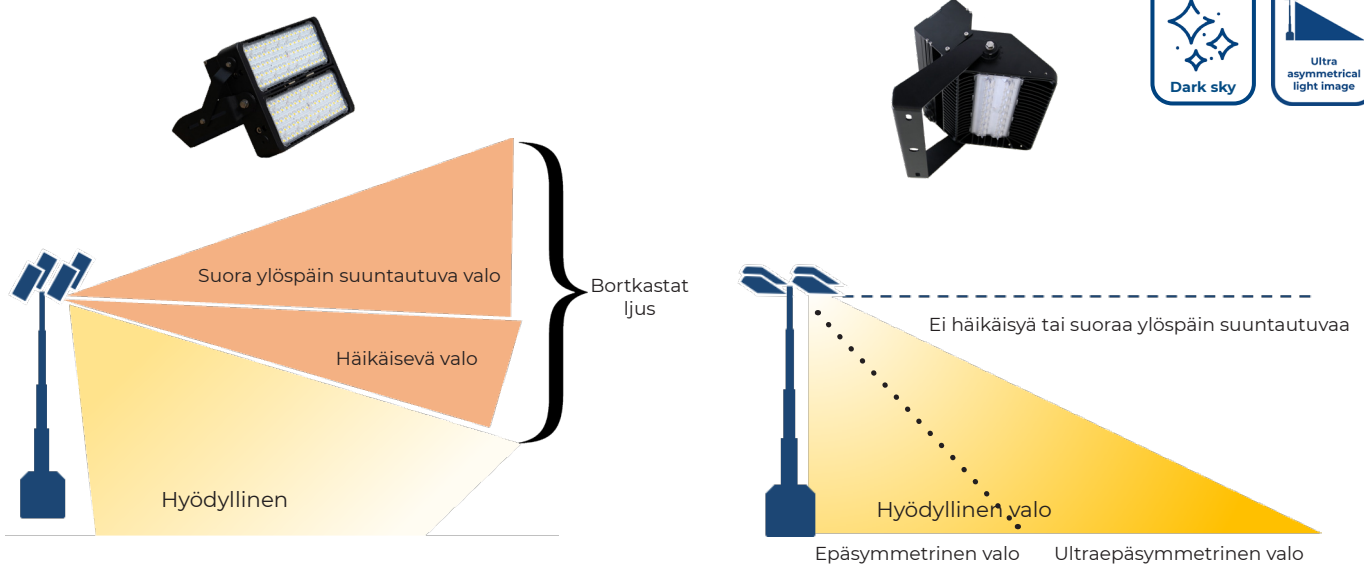 Dark sky
Ultra
asymmetrical
light image
Suora ylöspäin suuntautuva valo
Häikäisevä valo
Bortkastat
ljus
Hyödyllinen
Ei häikäisyä tai suoraa ylöspäin suuntautuvaa
Hyödyllinen valo
Epäsymmetrinen valo
Ultraepäsymmetrinen valo